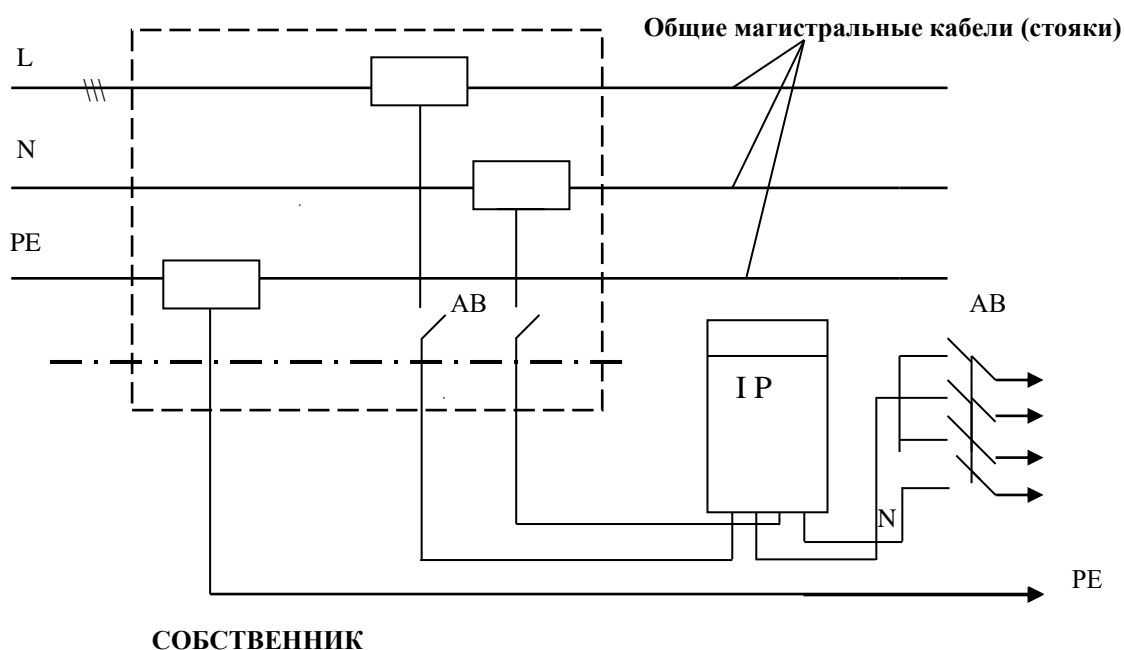 Общие магистральные кабели (стояки)
L
N
PE
АВ
АВ
I P
N
PE
СОБСТВЕННИК